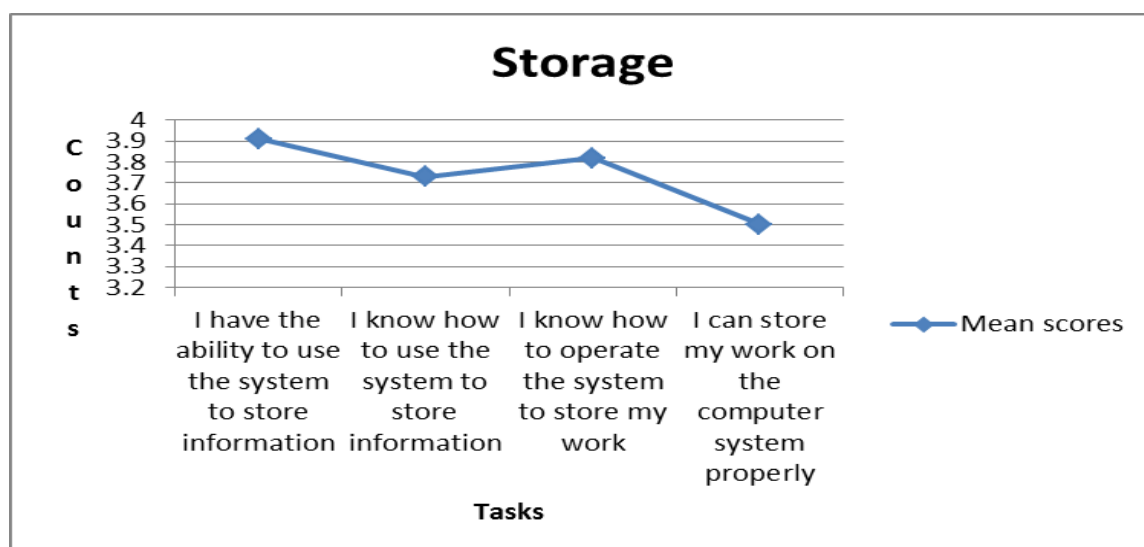 Storage
Counts
4
3.9
3.8
3.7
3.6
3.5
3.4
3.3
3.2
I have the
ability to use
the system
to store
information
I know how
to use the
system to
store
information
I know how
to operate
the system
to store my
work
I can store
my work on
the
computer
system
properly
Tasks
Mean scores